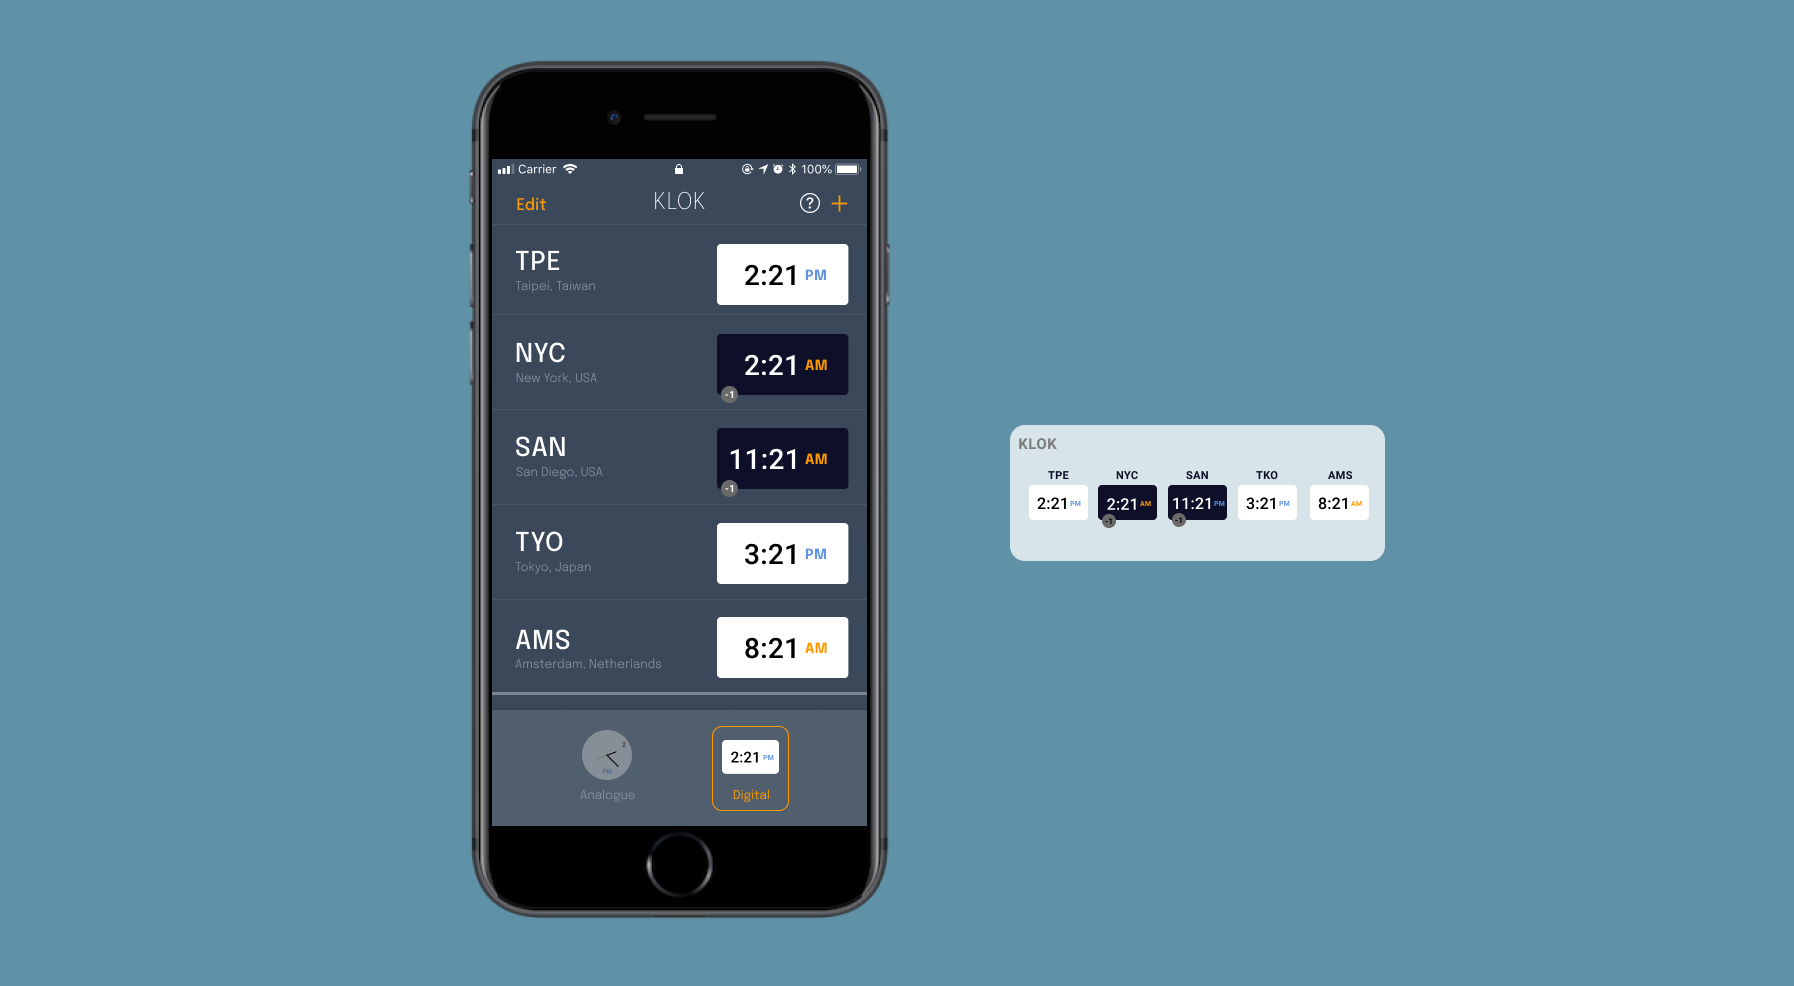 Carrier 100%
Edit KLOK ? +
TPE
Taipei, Taiwan
2:21 PM
NYC
New York, USA
2:21 AM
-1
SAN
San Diego, USA
11:21 AM
-1
TYO
Tokyo, Japan
3:21 PM
AMS
Amsterdam, Netherlands
8:21 AM
2
PM
Analogue
2:21 PM
Digital
KLOK
TPE NYC SAN TKO AMS
2:21 PM 2:21 AM 11:21 PM 3:21 PM 8:21 AM
-1 -1